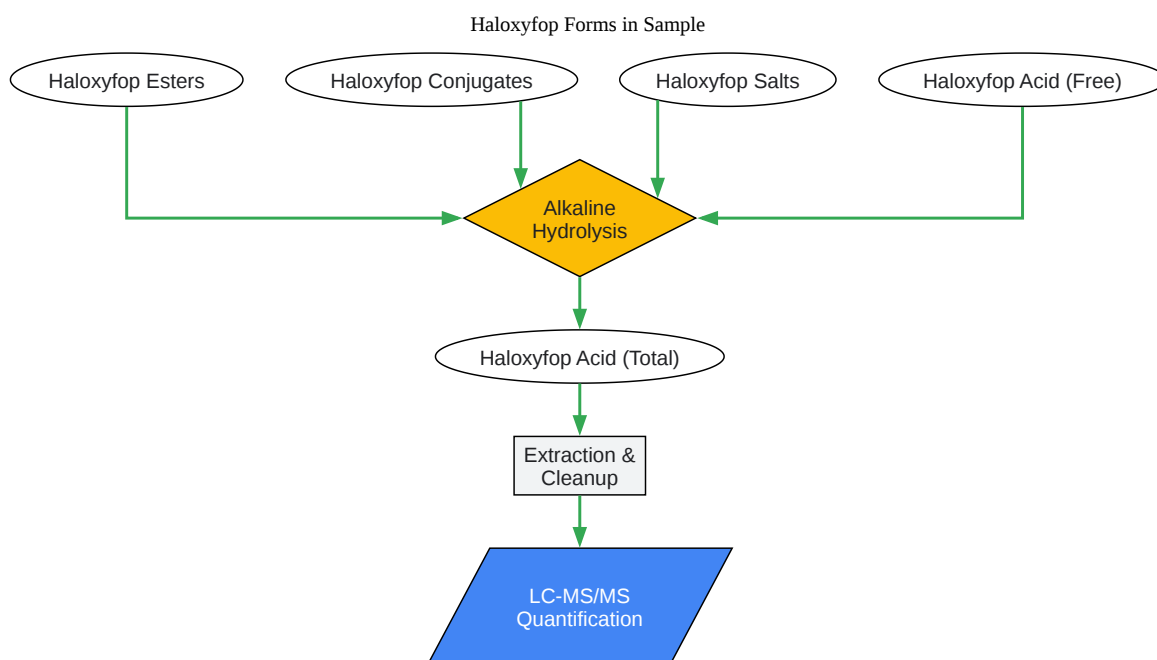 Haloxyfop Forms in Sample
Haloxyfop Esters
Haloxyfop Conjugates
Haloxyfop Salts
Haloxyfop Acid (Free)
Alkaline
Hydrolysis
Haloxyfop Acid (Total)
Extraction &
Cleanup
LC-MS/MS
Quantification